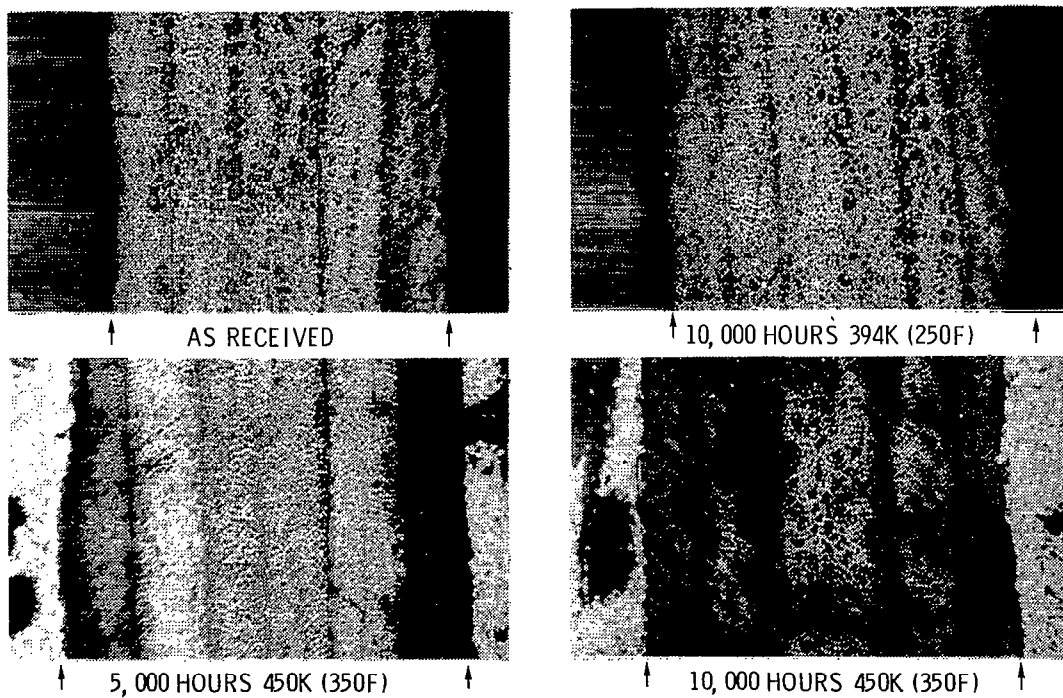 AS RECEIVED
10,000 HOURS 394K (250F)
5,000 HOURS 450K (350F)
10,000 HOURS 450K (350F)